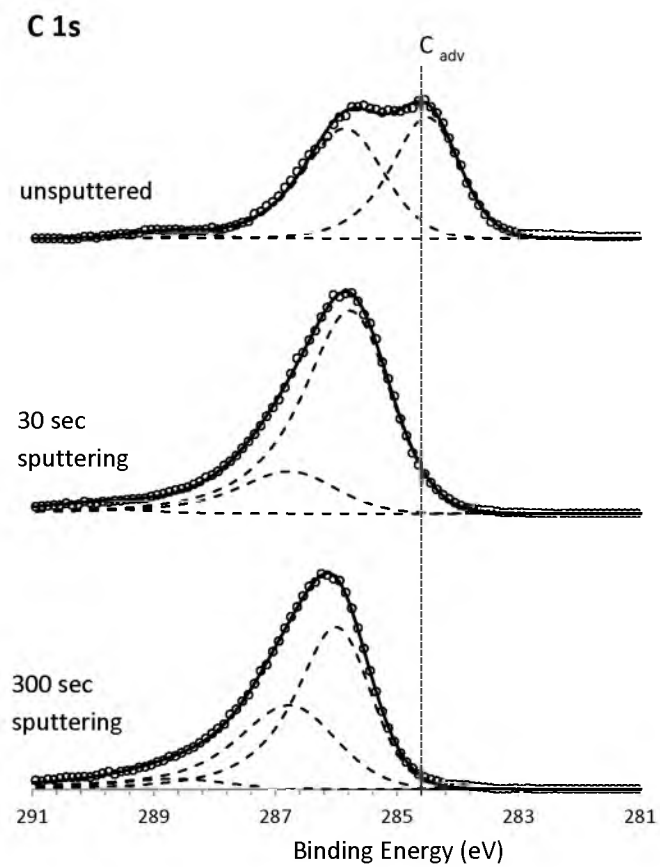 C 1s
C adv
unsputtered
30 sec
sputtering
300 sec
sputtering
291 289 287 285 283 281
Binding Energy (eV)